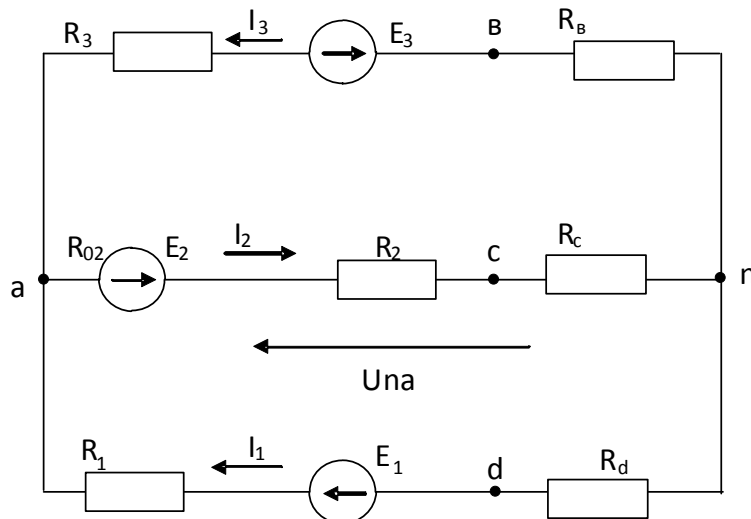 R₃ I₃ E₃ в Rв
a R₀₂ E₂ I₂ R₂ c Rc n
Una
R₁ I₁ E₁ d Rd